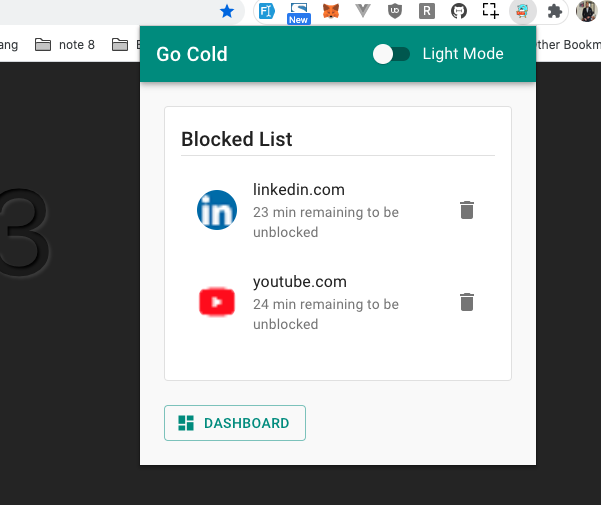 New
R
ang
note 8
ther Bookm
Go Cold
Light Mode
3
Blocked List
linkedin.com
in
23 min remaining to be
unblocked
youtube.com
24 min remaining to be
unblocked
DASHBOARD